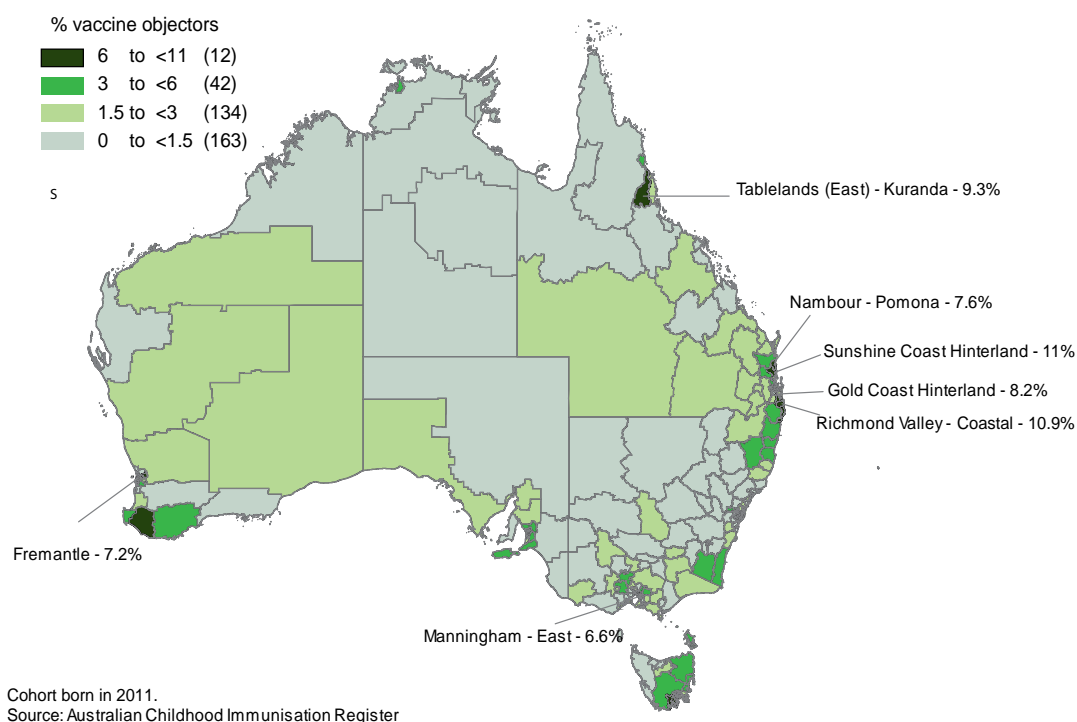 % vaccine objectors
6 to <11 (12)
3 to <6 (42)
1.5 to <3 (134)
0 to <1.5 (163)
S
Tablelands (East) - Kuranda - 9.3%
Nambour - Pomona - 7.6%
Sunshine Coast Hinterland - 11%
Gold Coast Hinterland - 8.2%
Richmond Valley - Coastal - 10.9%
Fremantle - 7.2%
Manningham - East - 6.6%
Cohort born in 2011.
Source: Australian Childhood Immunisation Register